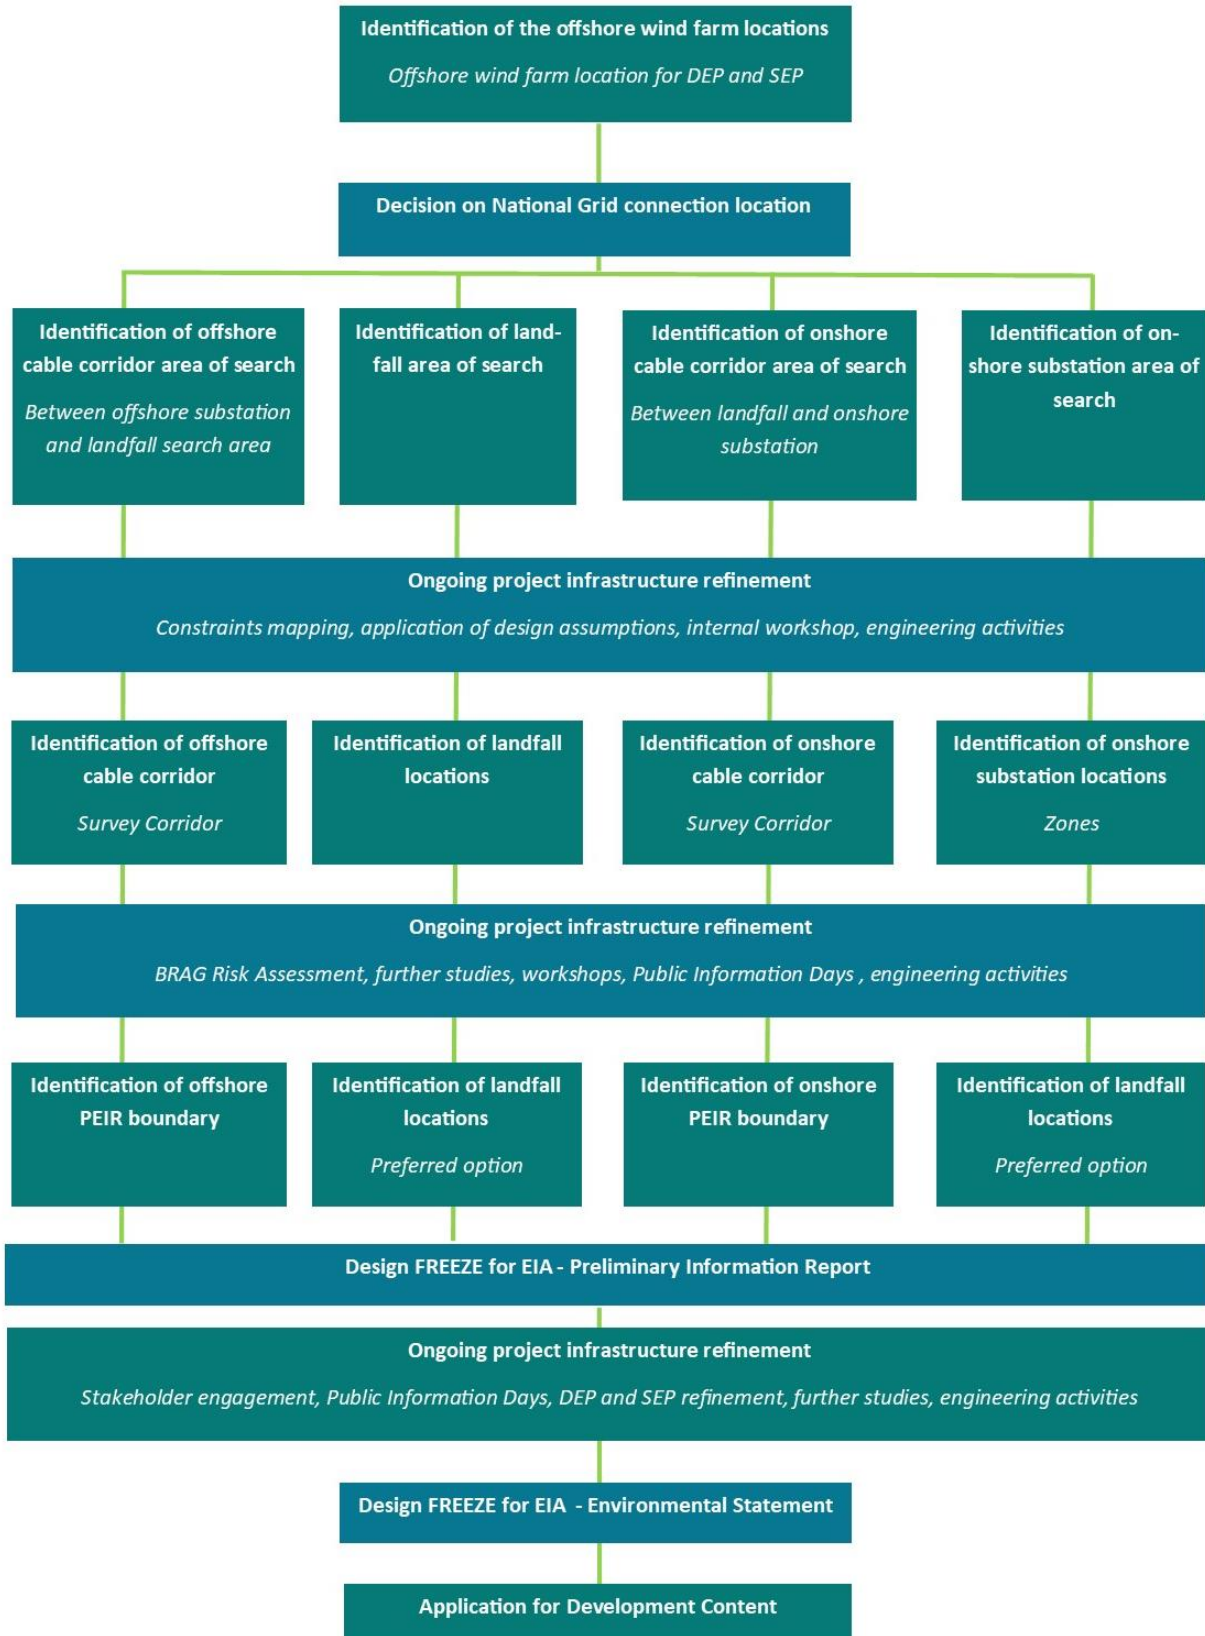 Identification of the offshore wind farm locations
Offshore wind farm location for DEP and SEP
Decision on National Grid connection location
Identification of offshore
cable corridor area of search
Between offshore substation
and landfall search area
Identification of land-
fall area of search
Identification of onshore
cable corridor area of search
Between landfall and onshore
substation
Identification of on-
shore substation area of
search
Ongoing project infrastructure refinement
Constraints mapping, application of design assumptions, internal workshop, engineering activities
Identification of offshore
cable corridor
Survey Corridor
Identification of landfall
locations
Identification of onshore
cable corridor
Survey Corridor
Identification of onshore
substation locations
Zones
Ongoing project infrastructure refinement
BRAG Risk Assessment, further studies, workshops, Public Information Days , engineering activities
Identification of offshore
PEIR boundary
Identification of landfall
locations
Preferred option
Identification of onshore
PEIR boundary
Identification of landfall
locations
Preferred option
Design FREEZE for EIA - Preliminary Information Report
Ongoing project infrastructure refinement
Stakeholder engagement, Public Information Days, DEP and SEP refinement, further studies, engineering activities
Design FREEZE for EIA  - Environmental Statement
Application for Development Content